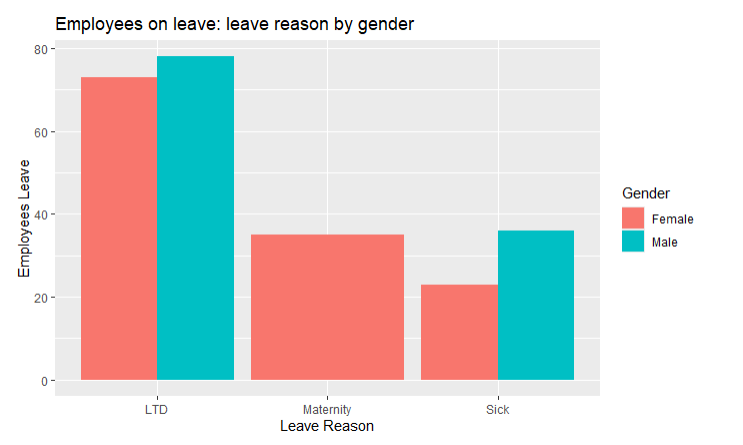 Employees on leave: leave reason by gender
80
60
40
20
0
Employees Leave
LTD
Maternity
Sick
Leave Reason
Gender
Female
Male